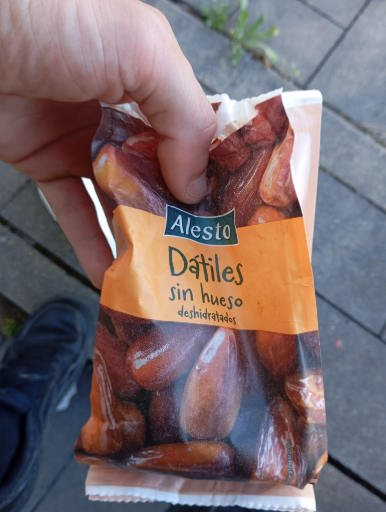 Alesto
Dátiles
sin hueso
deshidratados